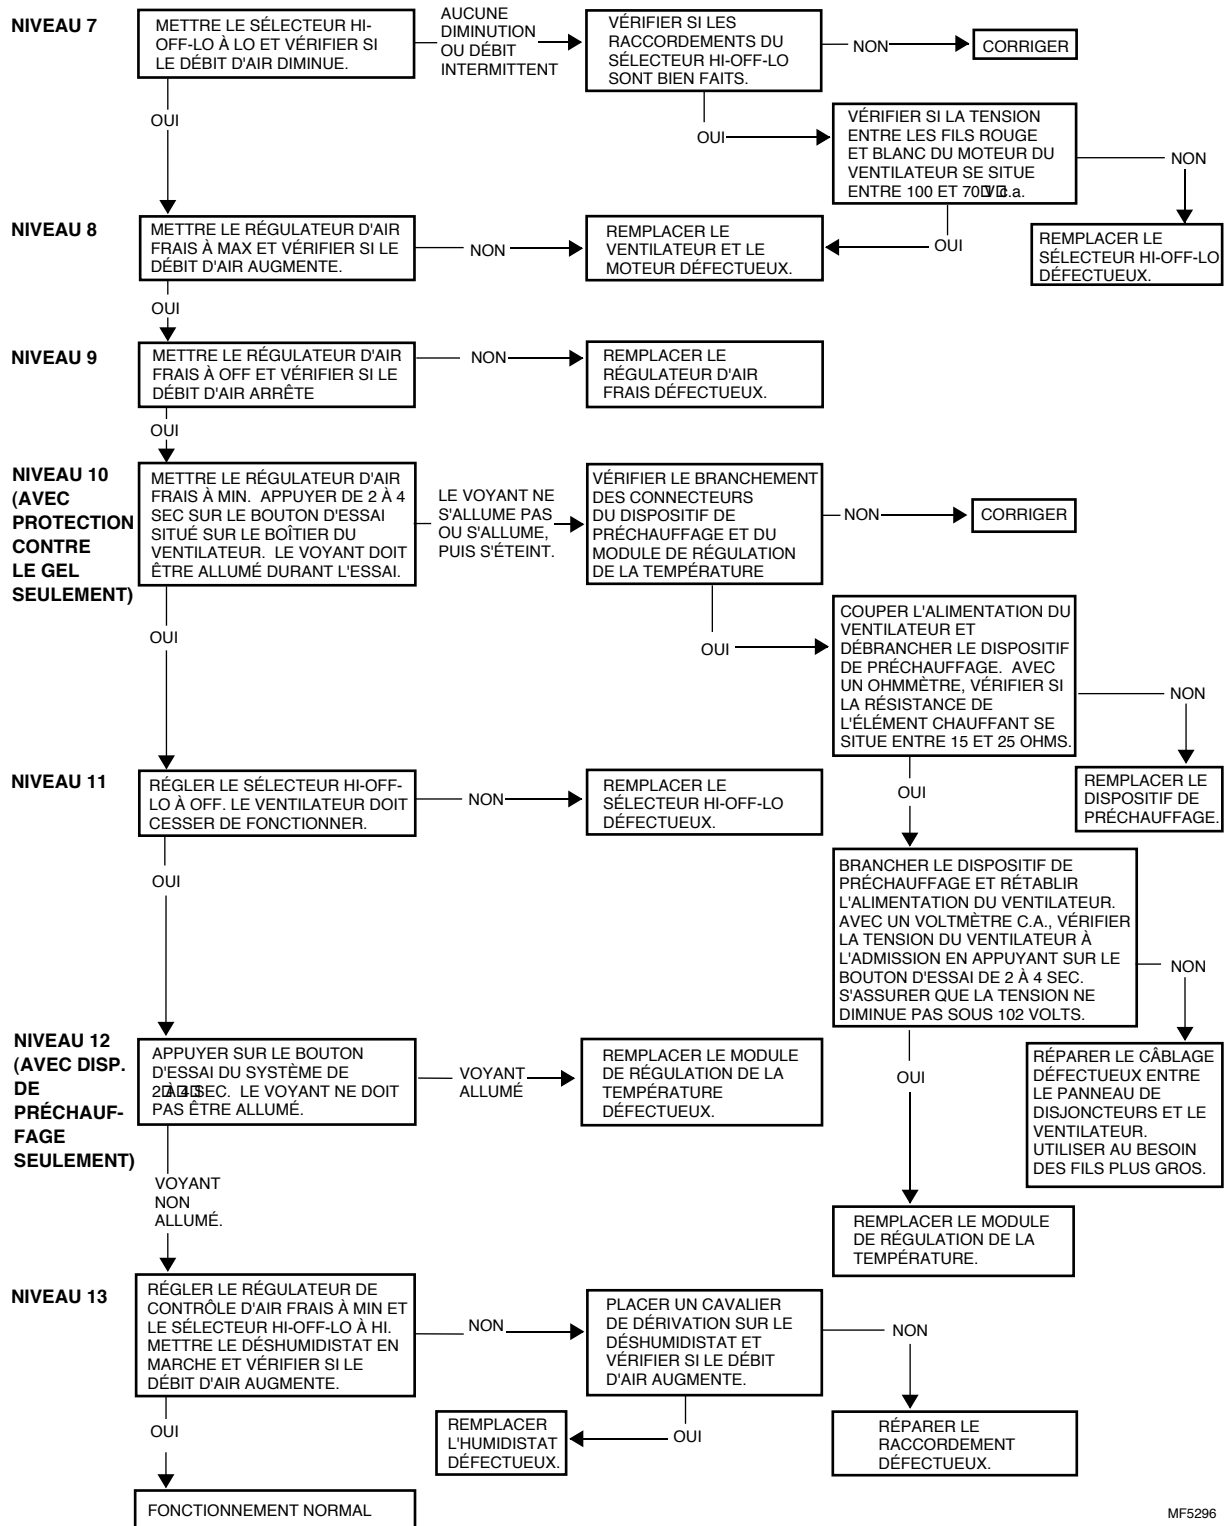 NIVEAU 7
METTRE LE SÉLECTEUR HI-
OFF-LO À LO ET VÉRIFIER SI
LE DÉBIT D'AIR DIMINUE.
AUCUNE
DIMINUTION
OU DÉBIT
INTERMITTENT
VÉRIFIER SI LES
RACCORDEMENTS DU
SÉLECTEUR HI-OFF-LO
SONT BIEN FAITS.
NON
CORRIGER
OUI
OUI
VÉRIFIER SI LA TENSION
ENTRE LES FILS ROUGE
ET BLANC DU MOTEUR DU
VENTILATEUR SE SITUE
ENTRE 100 ET 70 V c.a.
NON
REMPLACER LE
SÉLECTEUR HI-OFF-LO
DÉFECTUEUX.
OUI
NIVEAU 8
METTRE LE RÉGULATEUR D'AIR
FRAIS À MAX ET VÉRIFIER SI LE
DÉBIT D'AIR AUGMENTE.
NON
REMPLACER LE
VENTILATEUR ET LE
MOTEUR DÉFECTUEUX.
OUI
NIVEAU 9
METTRE LE RÉGULATEUR D'AIR
FRAIS À OFF ET VÉRIFIER SI LE
DÉBIT D'AIR ARRÊTE
NON
REMPLACER LE
RÉGULATEUR D'AIR
FRAIS DÉFECTUEUX.
OUI
NIVEAU 10
(AVEC
PROTECTION
CONTRE
LE GEL
SEULEMENT)
METTRE LE RÉGULATEUR D'AIR
FRAIS À MIN. APPUYER DE 2 À 4
SEC SUR LE BOUTON D'ESSAI
SITUÉ SUR LE BOÎTIER DU
VENTILATEUR. LE VOYANT DOIT
ÊTRE ALLUMÉ DURANT L'ESSAI.
LE VOYANT NE
S'ALLUME PAS
OU S'ALLUME,
PUIS S'ÉTEINT.
VÉRIFIER LE BRANCHEMENT
DES CONNECTEURS
DU DISPOSITIF DE
PRÉCHAUFFAGE ET DU
MODULE DE RÉGULATION
DE LA TEMPÉRATURE
NON
CORRIGER
OUI
OUI
COUPER L'ALIMENTATION DU
VENTILATEUR ET
DÉBRANCHER LE DISPOSITIF
DE PRÉCHAUFFAGE. AVEC
UN OHMMÈTRE, VÉRIFIER SI
LA RÉSISTANCE DE
L'ÉLÉMENT CHAUFFANT SE
SITUE ENTRE 15 ET 25 OHMS.
NON
REMPLACER LE
DISPOSITIF DE
PRÉCHAUFFAGE.
OUI
NIVEAU 11
RÉGLER LE SÉLECTEUR HI-OFF-
LO À OFF. LE VENTILATEUR DOIT
CESSER DE FONCTIONNER.
NON
REMPLACER LE
SÉLECTEUR HI-OFF-LO
DÉFECTUEUX.
OUI
BRANCHER LE DISPOSITIF DE
PRÉCHAUFFAGE ET RÉTABLIR
L'ALIMENTATION DU VENTILATEUR.
AVEC UN VOLTMÈTRE C.A., VÉRIFIER
LA TENSION DU VENTILATEUR À
L'ADMISSION EN APPUYANT SUR LE
BOUTON D'ESSAI DE 2 À 4 SEC.
S'ASSURER QUE LA TENSION NE
DIMINUE PAS SOUS 102 VOLTS.
NON
RÉPARER LE CÂBLAGE
DÉFECTUEUX ENTRE
LE PANNEAU DE
DISJONCTEURS ET LE
VENTILATEUR.
UTILISER AU BESOIN
DES FILS PLUS GROS.
OUI
REMPLACER LE MODULE
DE RÉGULATION DE LA
TEMPÉRATURE.
NIVEAU 12
(AVEC DISP.
DE
PRÉCHAUF-
FAGE
SEULEMENT)
APPUYER SUR LE BOUTON
D'ESSAI DU SYSTÈME DE
2 À 4 SEC. LE VOYANT NE DOIT
PAS ÊTRE ALLUMÉ.
VOYANT
ALLUMÉ
REMPLACER LE MODULE
DE RÉGULATION DE LA
TEMPÉRATURE
DÉFECTUEUX.
VOYANT
NON
ALLUMÉ.
NIVEAU 13
RÉGLER LE RÉGULATEUR DE
CONTRÔLE D'AIR FRAIS À MIN ET
LE SÉLECTEUR HI-OFF-LO À HI.
METTRE LE DÉSHUMIDISTAT EN
MARCHE ET VÉRIFIER SI LE
DÉBIT D'AIR AUGMENTE.
NON
PLACER UN CAVALIER
DE DÉRIVATION SUR LE
DÉSHUMIDISTAT ET
VÉRIFIER SI LE DÉBIT
D'AIR AUGMENTE.
NON
RÉPARER LE
RACCORDEMENT
DÉFECTUEUX.
OUI
REMPLACER
L'HUMIDISTAT
DÉFECTUEUX.
OUI
FONCTIONNEMENT NORMAL
MF5296